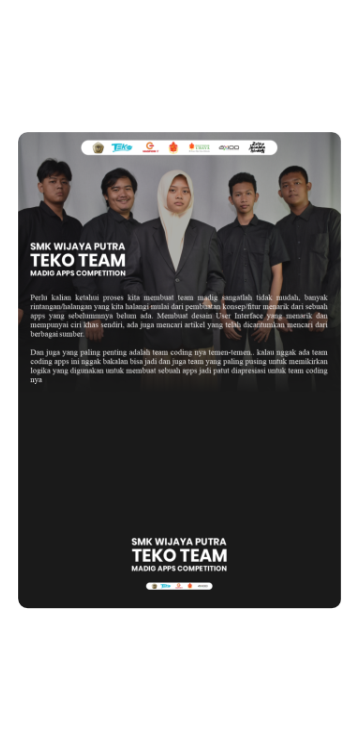 SMK WIJAYA PUTRA
TEKO TEAM
MADIG APPS COMPETITION
Perlu kalian ketahui proses kita membuat team madig sangatlah tidak mudah, banyak
rintangan/halangan yang kita halangi mulai dari pembuatan konsep/fitur menarik dari sebuah
apps yang sebelumnnya belum ada. Membuat desain User Interface yang menarik dan
mempunyai ciri khas sendiri, ada juga mencari artikel yang telah dicantumkan mencari dari
berbagai sumber.
Dan juga yang paling penting adalah team coding nya temen-temen.. kalau nggak ada team
coding apps ini nggak bakalan bisa jadi dan juga team yang paling pusing untuk memikirkan
logika yang digunakan untuk membuat sebuah apps jadi patut diapresiasi untuk team coding
nya
SMK WIJAYA PUTRA
TEKO TEAM
MADIG APPS COMPETITION